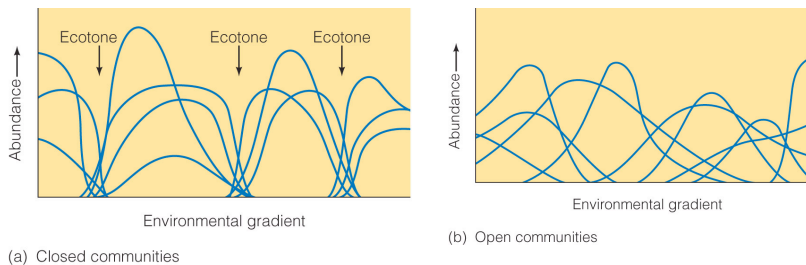 Ecotone Ecotone Ecotone
Abundance
Environmental gradient
(a) Closed communities
Abundance
Environmental gradient
(b) Open communities